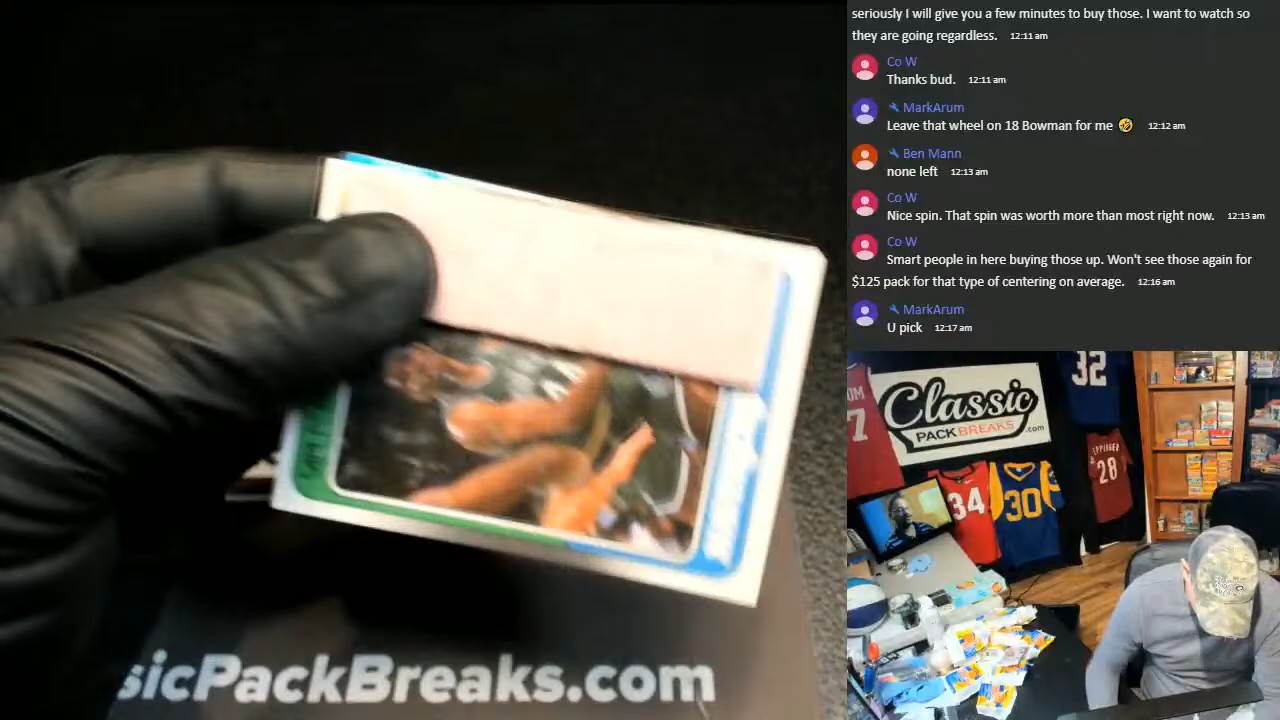 seriously I will give you a few minutes to buy those. I want to watch so
they are going regardless. 12:11 am
Co W
Thanks bud. 12:11 am
MarkArum
Leave that wheel on 18 Bowman for me 🤣 12:12 am
Ben Mann
none left 12:13 am
Co W
Nice spin. That spin was worth more than most right now. 12:13 am
Co W
Smart people in here buying those up. Won't see those again for
$125 pack for that type of centering on average. 12:16 am
MarkArum
U pick 12:17 am
32
Classic
PACKBREAKS.com
7
34
30
28
sicPackBreaks.com